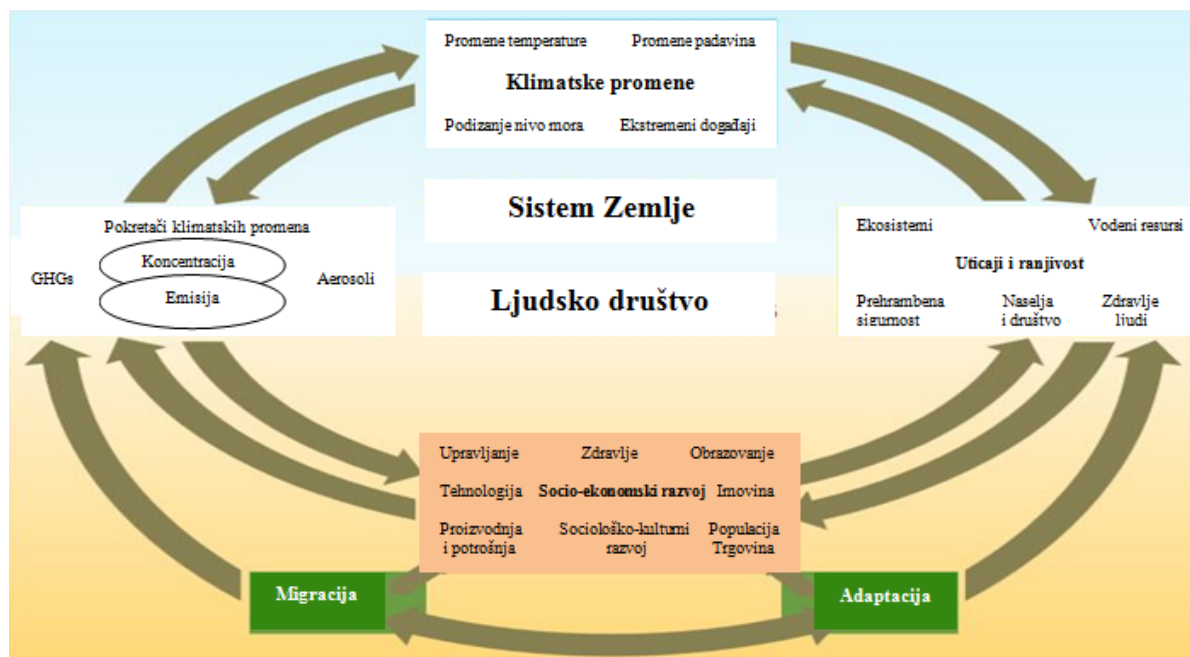 Promene temperature Promene padavina
Klimatske promene
Podizanje nivo mora Ekstremeni događaji
Sistem Zemlje
Pokretači klimatskih promena
Koncentracija
GHGs Aerosoli
Emisija
Ekosistemi Vodeni resursi
Uticaji i ranjivost
Prehrambena Naselja Zdravlje
sigurnost i društvo ljudi
Ljudsko društvo
Upravljanje Zdravlje Obrazovanje
Tehnologija Socio-ekonomski razvoj Imovina
Proizvodnja Sociološko-kulturni Populacija
i potrošnja razvoj Trgovina
Migracija Adaptacija